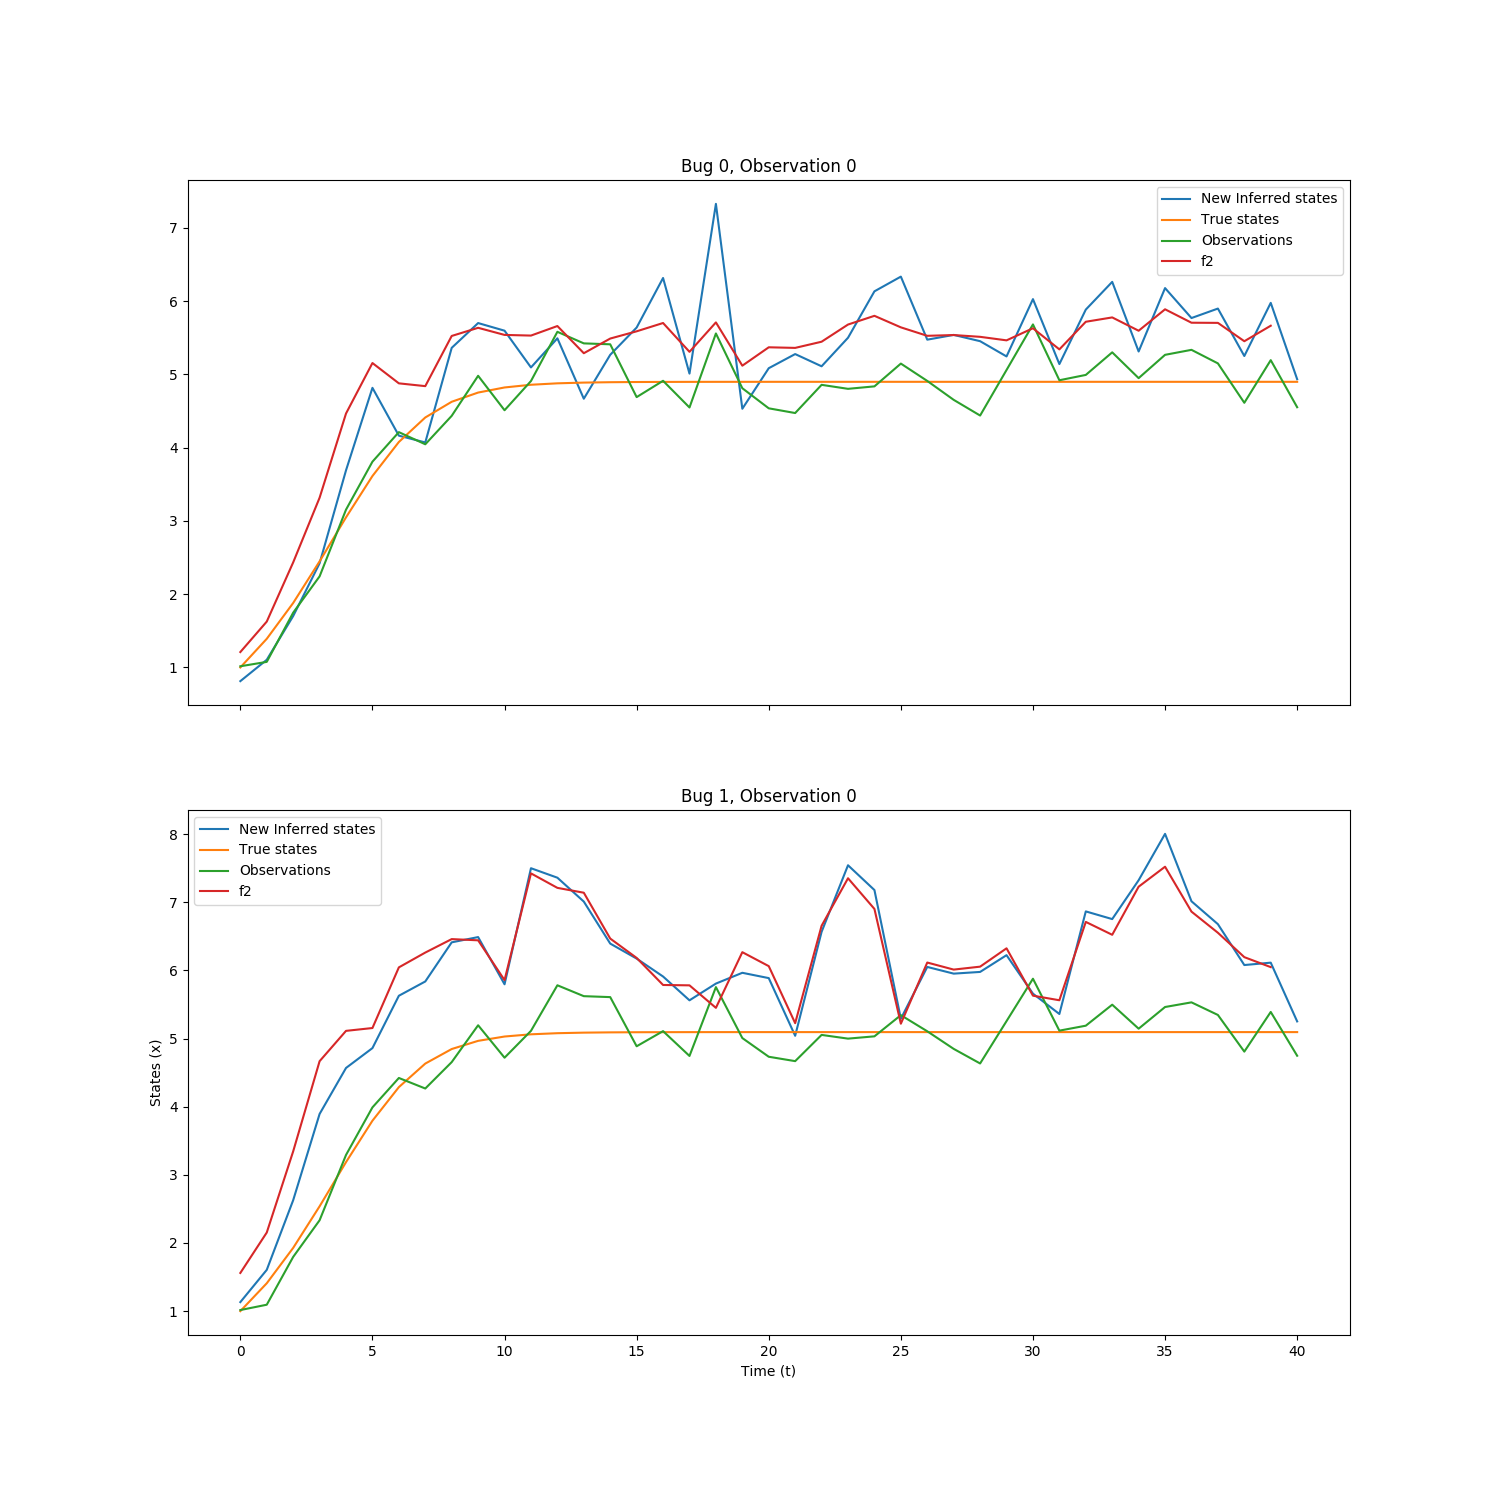 Bug 0, Observation 0
New Inferred states
True states
Observations
f2
7
6
5
4
3
2
1
Bug 1, Observation 0
New Inferred states
True states
Observations
f2
8
7
6
5
4
3
2
1
States (x)
0 5 10 15 20 25 30 35 40
Time (t)